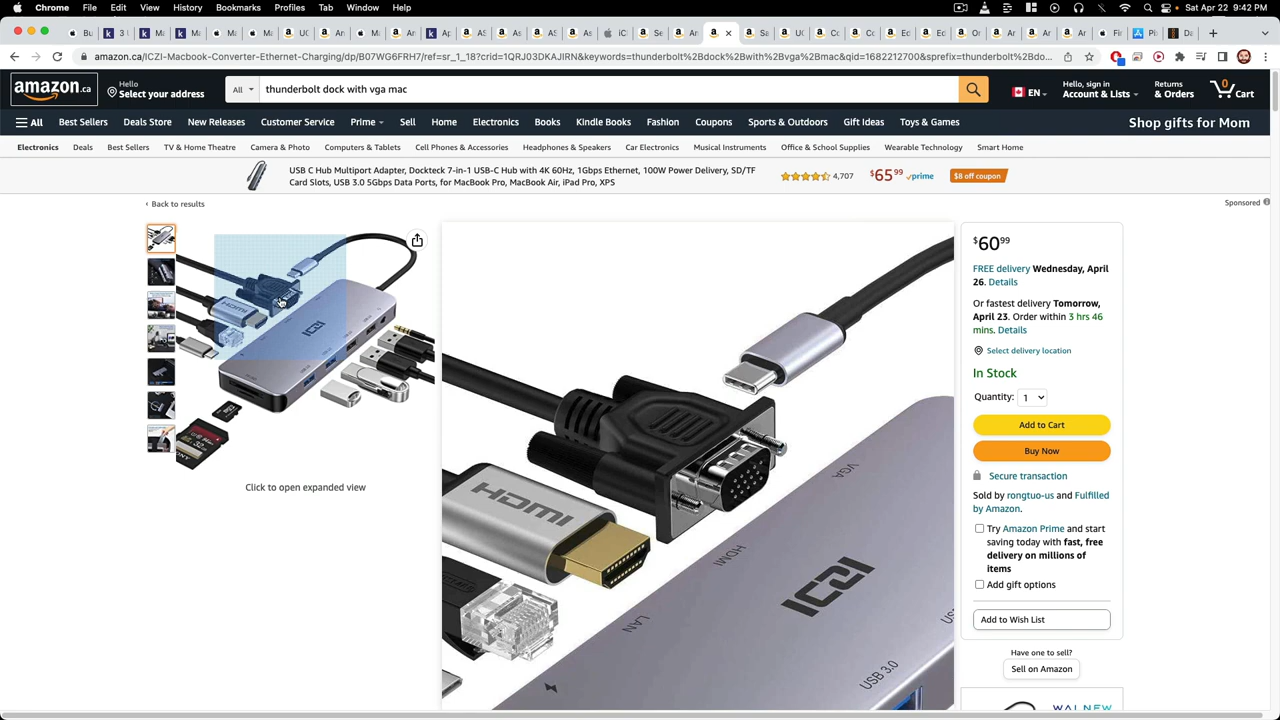 Chrome File Edit View History Bookmarks Profiles Tab Window Help Sat Apr 22 9:42 PM
amazon.ca/ICZI-Macbook-Converter-Ethernet-Charging/dp/B07WG6FRH7/ref=sr_1_18?crid=1QRJ03DKAJIRN&keywords=thunderbolt%2Bdock%2Bwith%2Bvga%2Bmac&qid=1682212700&sprefix=thunderbolt%2Bdo...
amazon.ca Hello Select your address All thunderbolt dock with vga mac EN Hello, sign in Account & Lists Returns & Orders 0 Cart
All Best Sellers Deals Store New Releases Customer Service Prime Sell Home Electronics Books Kindle Books Fashion Coupons Sports & Outdoors Gift Ideas Toys & Games Shop gifts for Mom
Electronics Deals Best Sellers TV & Home Theatre Camera & Photo Computers & Tablets Cell Phones & Accessories Headphones & Speakers Car Electronics Musical Instruments Office & School Supplies Wearable Technology Smart Home
USB C Hub Multiport Adapter, Dockteck 7-in-1 USB-C Hub with 4K 60Hz, 1Gbps Ethernet, 100W Power Delivery, SD/TF
Card Slots, USB 3.0 5Gbps Data Ports, for MacBook Pro, MacBook Air, iPad Pro, XPS
4,707 $65.99 prime $8 off coupon
‹ Back to results
Sponsored
HDMI
ICZI
Click to open expanded view
HDMI
VGA
HDMI
ICZI
LAN
USB 3.0
$60.99
FREE delivery Wednesday, April
26. Details
Or fastest delivery Tomorrow,
April 23. Order within 3 hrs 46
mins. Details
Select delivery location
In Stock
Quantity: 1
Add to Cart
Buy Now
Secure transaction
Sold by rongtuo-us and Fulfilled
by Amazon.
Try Amazon Prime and start
saving today with fast, free
delivery on millions of
items
Add gift options
Add to Wish List
Have one to sell?
Sell on Amazon
WALNEW